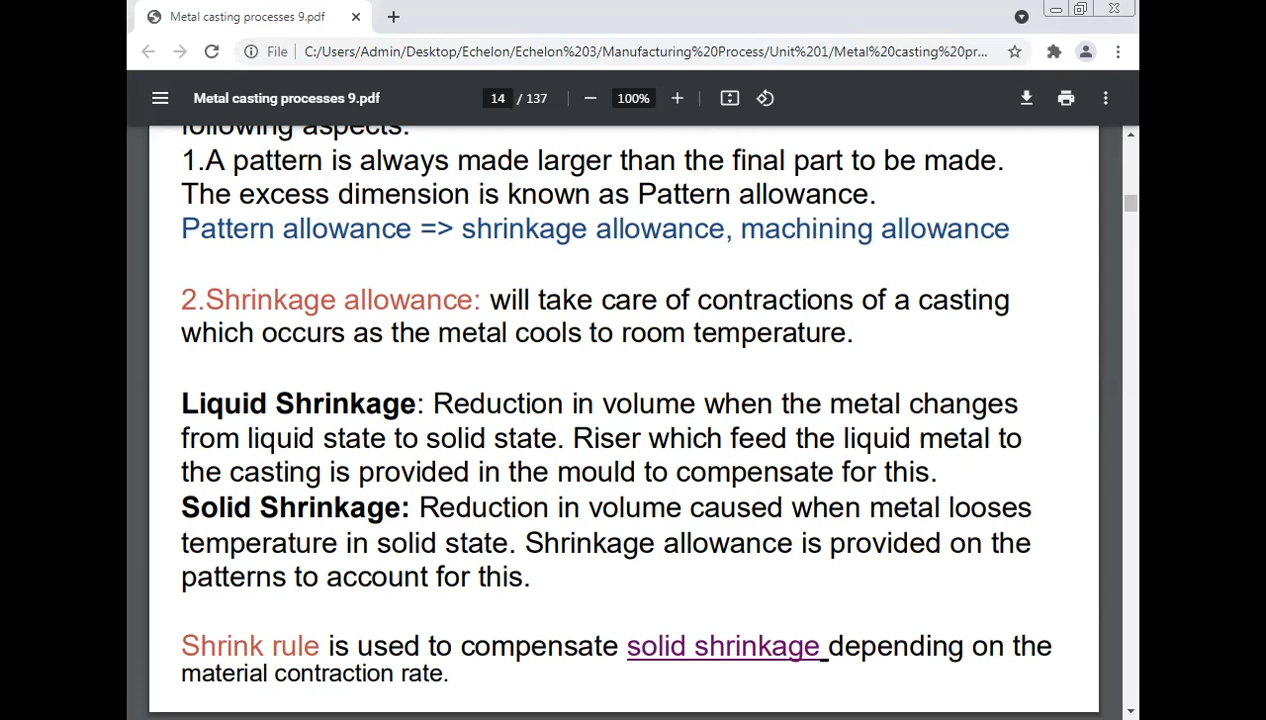 Metal casting processes 9.pdf
File C:/Users/Admin/Desktop/Echelon/Echelon%203/Manufacturing%20Process/Unit%201/Metal%20casting%20pr...
Metal casting processes 9.pdf 14 / 137 100%
following aspects:
1.A pattern is always made larger than the final part to be made.
The excess dimension is known as Pattern allowance.
Pattern allowance => shrinkage allowance, machining allowance
2.Shrinkage allowance: will take care of contractions of a casting
which occurs as the metal cools to room temperature.
Liquid Shrinkage: Reduction in volume when the metal changes
from liquid state to solid state. Riser which feed the liquid metal to
the casting is provided in the mould to compensate for this.
Solid Shrinkage: Reduction in volume caused when metal looses
temperature in solid state. Shrinkage allowance is provided on the
patterns to account for this.
Shrink rule is used to compensate solid shrinkage depending on the
material contraction rate.